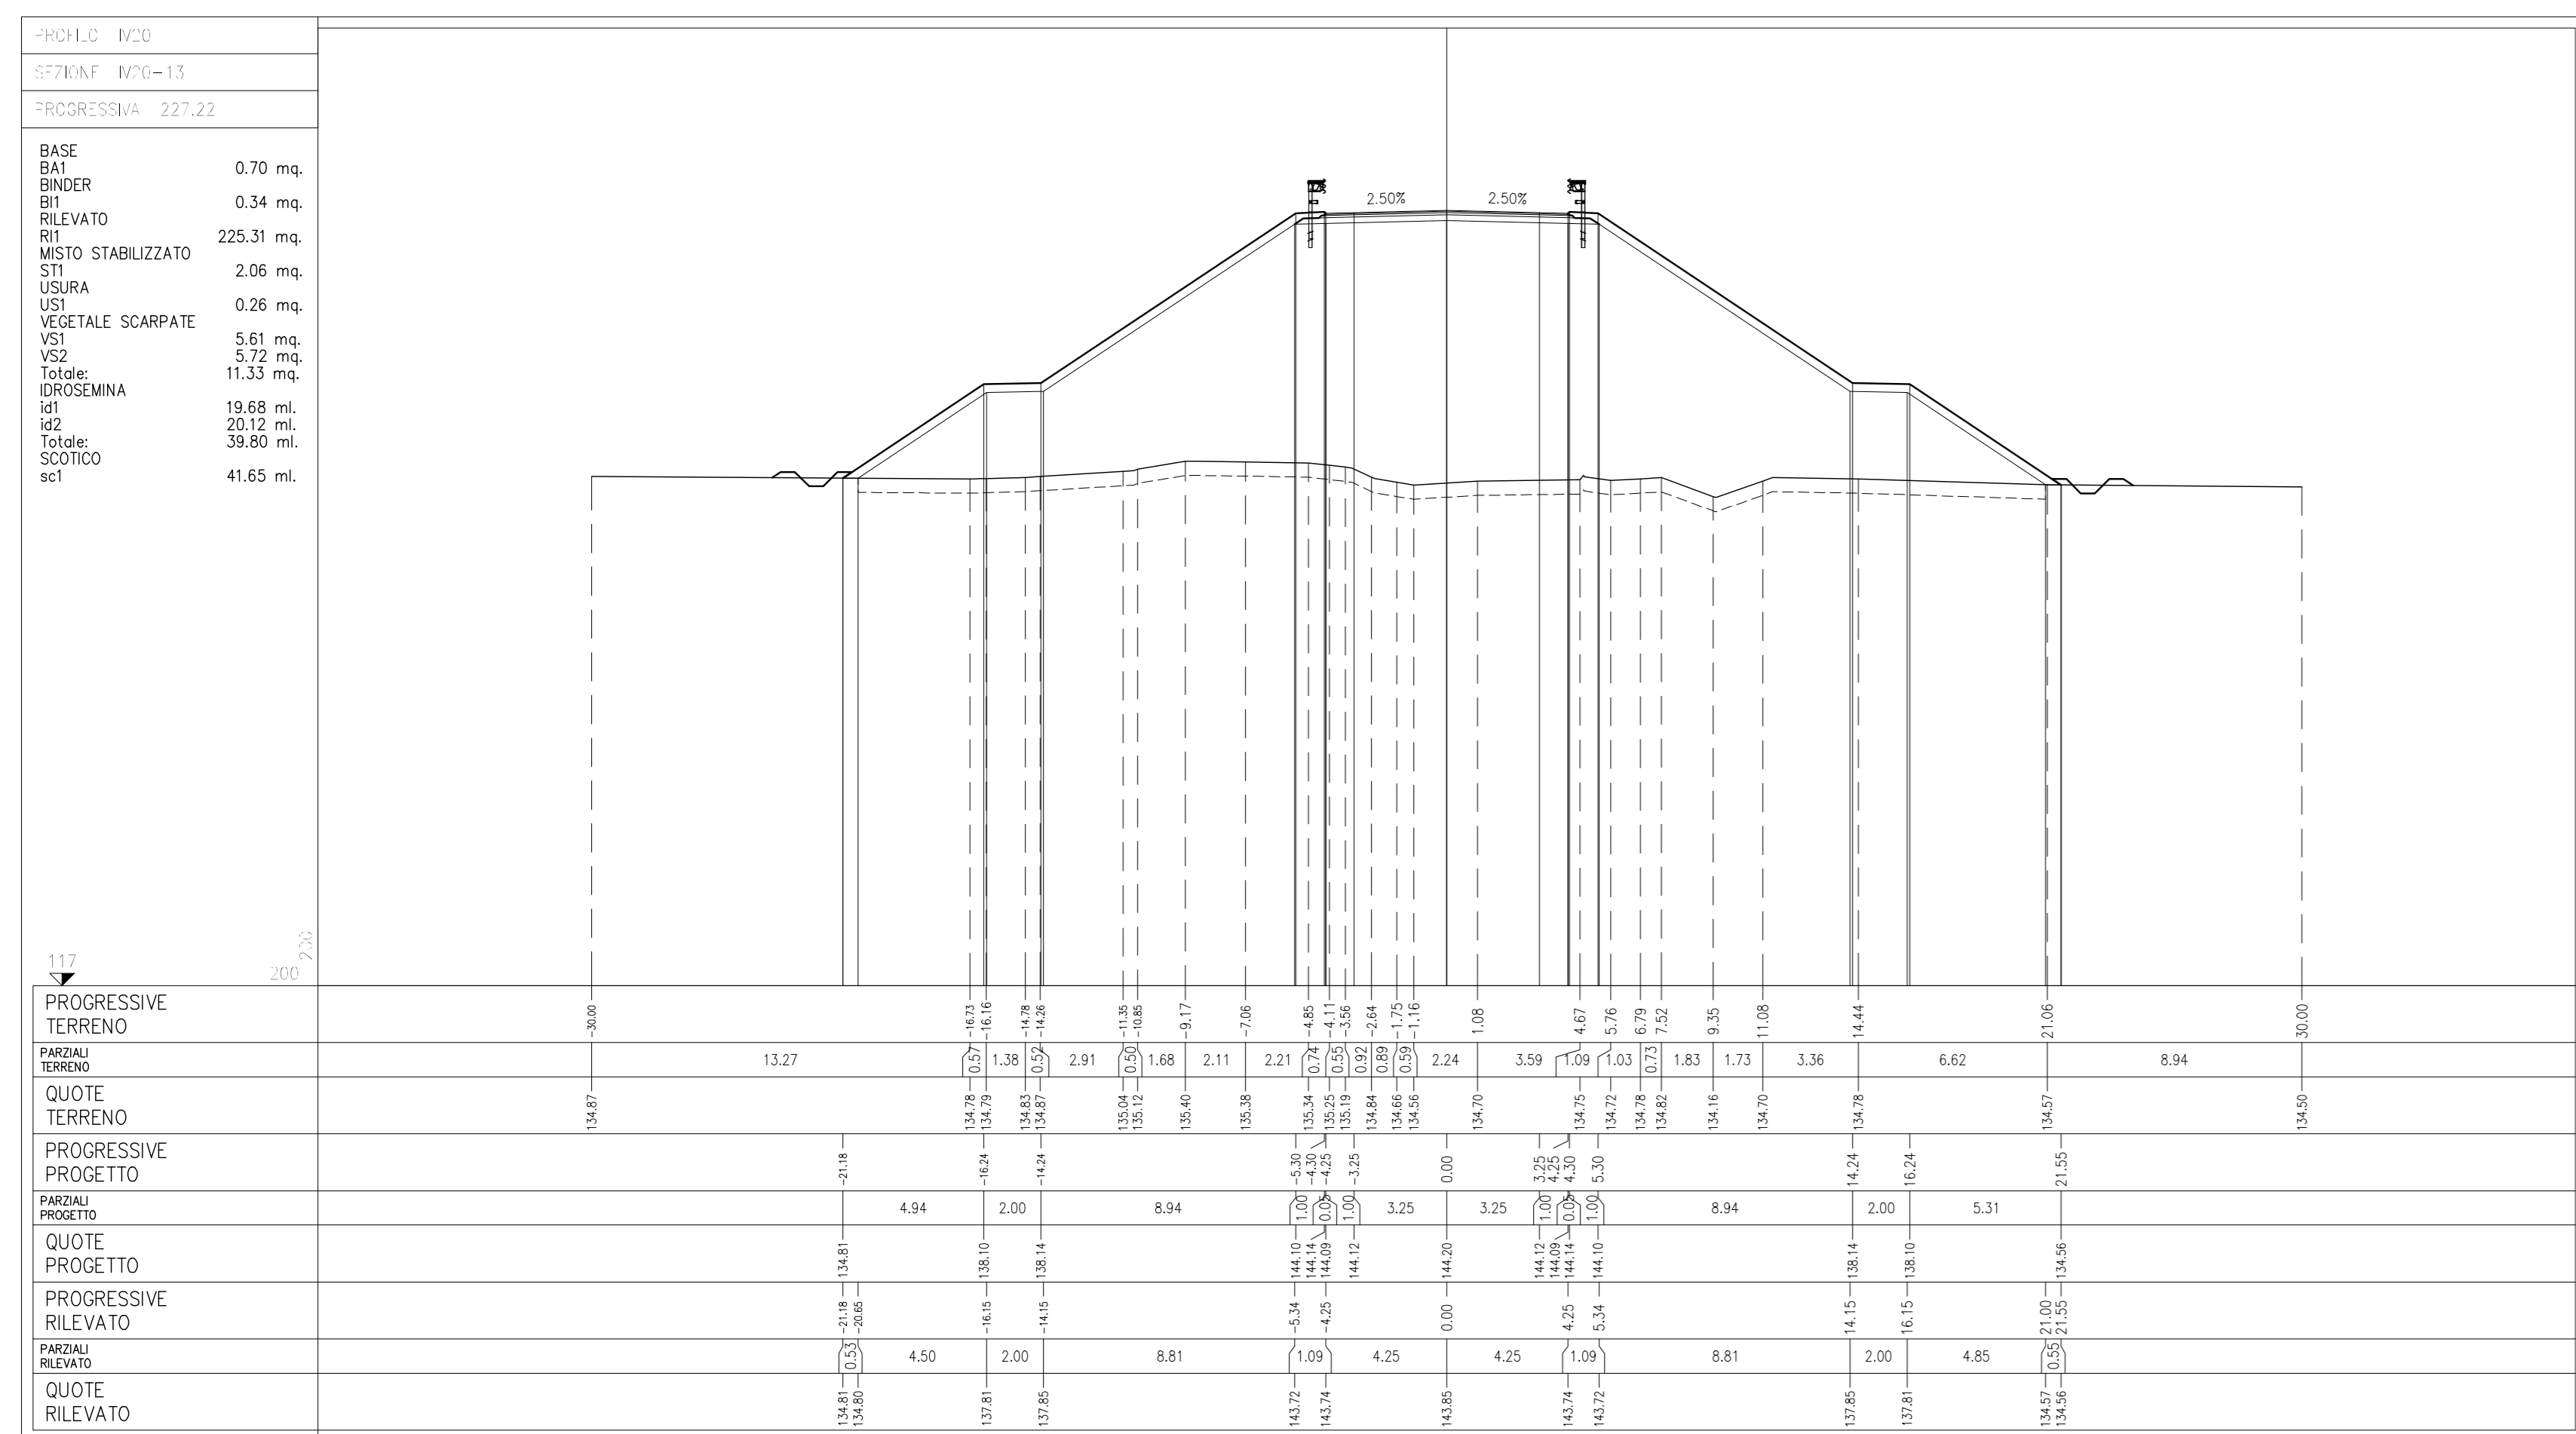 PROFILO IV20
SEZIONE IV20-13
PROGRESSIVA 227.22
BASE
BA1 0.70 mq.
BINDER
BI1 0.34 mq.
RILEVATO
RI1 225.31 mq.
MISTO STABILIZZATO
ST1 2.06 mq.
USURA
US1 0.26 mq.
VEGETALE SCARPATE
VS1 5.61 mq.
VS2 5.72 mq.
Totale: 11.33 mq.
IDROSEMINA
id1 19.68 ml.
id2 20.12 ml.
Totale: 39.80 ml.
SCOTICO
sc1 41.65 ml.
2.50% 2.50%
200
117 200
PROGRESSIVE
TERRENO
-30.00 -16.73 -16.16 -14.78 -14.26 -11.35 -10.85 -9.17 -7.06 -4.85 -4.11 -3.56 -2.64 -1.75 -1.16 1.08 4.67 5.76 6.79 7.52 9.35 11.08 14.44 21.06 30.00
PARZIALI
TERRENO
13.27 0.57 1.38 0.52 2.91 0.50 1.68 2.11 2.21 0.74 0.55 0.92 0.89 0.59 2.24 3.59 1.09 1.03 0.73 1.83 1.73 3.36 6.62 8.94
QUOTE
TERRENO
134.87 134.78 134.79 134.83 134.87 135.04 135.12 135.40 135.38 135.34 135.25 135.19 134.84 134.66 134.56 134.70 134.75 134.72 134.78 134.82 134.16 134.70 134.78 134.57 134.50
PROGRESSIVE
PROGETTO
-21.18 -16.24 -14.24 -5.30 -4.30 -4.25 -3.25 0.00 3.25 4.25 4.30 5.30 14.24 16.24 21.55
PARZIALI
PROGETTO
4.94 2.00 8.94 1.00 0.05 1.00 3.25 3.25 1.00 0.05 1.00 8.94 2.00 5.31
QUOTE
PROGETTO
134.81 138.10 138.14 144.10 144.14 144.09 144.12 144.20 144.12 144.09 144.14 144.10 138.14 138.10 134.56
PROGRESSIVE
RILEVATO
-21.18 -20.65 -16.15 -14.15 -5.34 -4.25 0.00 4.25 5.34 14.15 16.15 21.00 21.55
PARZIALI
RILEVATO
0.53 4.50 2.00 8.81 1.09 4.25 4.25 1.09 8.81 2.00 4.85 0.55
QUOTE
RILEVATO
134.81 134.80 137.81 137.85 143.72 143.74 143.85 143.74 143.72 137.85 137.81 134.57 134.56